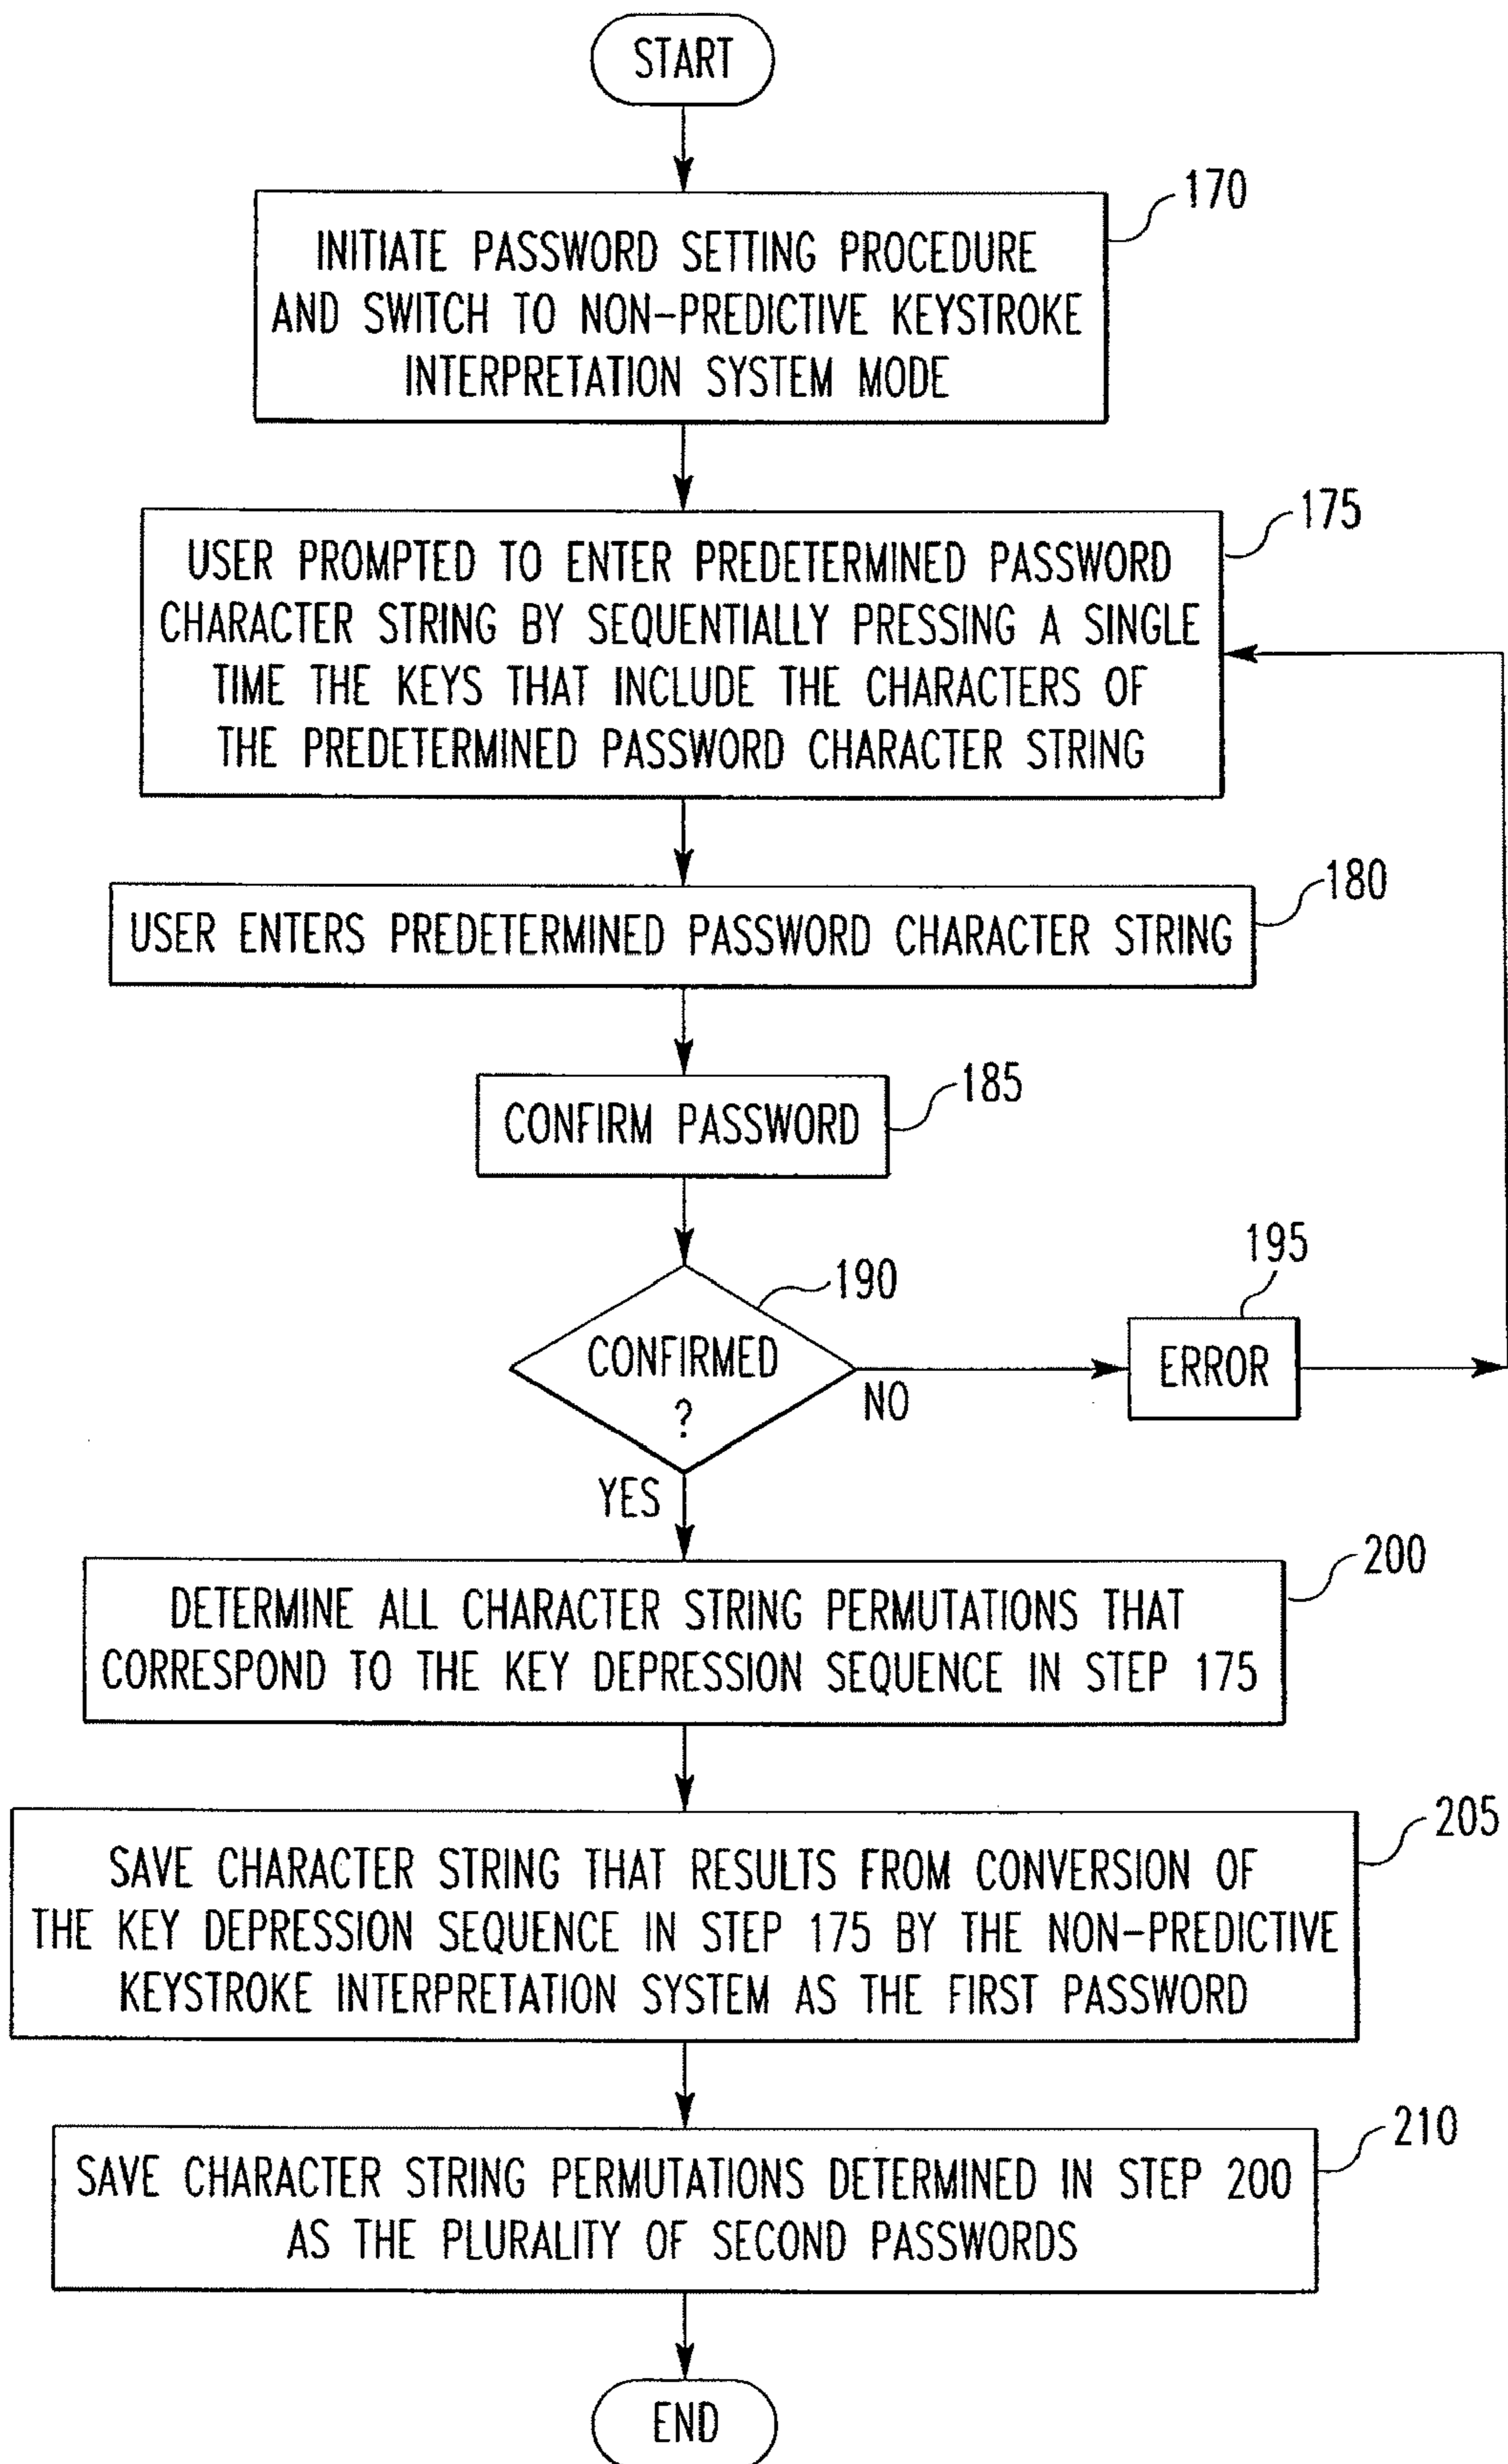 START
170
INITIATE PASSWORD SETTING PROCEDURE
AND SWITCH TO NON-PREDICTIVE KEYSTROKE
INTERPRETATION SYSTEM MODE
175
USER PROMPTED TO ENTER PREDETERMINED PASSWORD
CHARACTER STRING BY SEQUENTIALLY PRESSING A SINGLE
TIME THE KEYS THAT INCLUDE THE CHARACTERS OF
THE PREDETERMINED PASSWORD CHARACTER STRING
180
USER ENTERS PREDETERMINED PASSWORD CHARACTER STRING
185
CONFIRM PASSWORD
190
CONFIRMED
?
NO
195
ERROR
YES
200
DETERMINE ALL CHARACTER STRING PERMUTATIONS THAT
CORRESPOND TO THE KEY DEPRESSION SEQUENCE IN STEP 175
205
SAVE CHARACTER STRING THAT RESULTS FROM CONVERSION OF
THE KEY DEPRESSION SEQUENCE IN STEP 175 BY THE NON-PREDICTIVE
KEYSTROKE INTERPRETATION SYSTEM AS THE FIRST PASSWORD
210
SAVE CHARACTER STRING PERMUTATIONS DETERMINED IN STEP 200
AS THE PLURALITY OF SECOND PASSWORDS
END